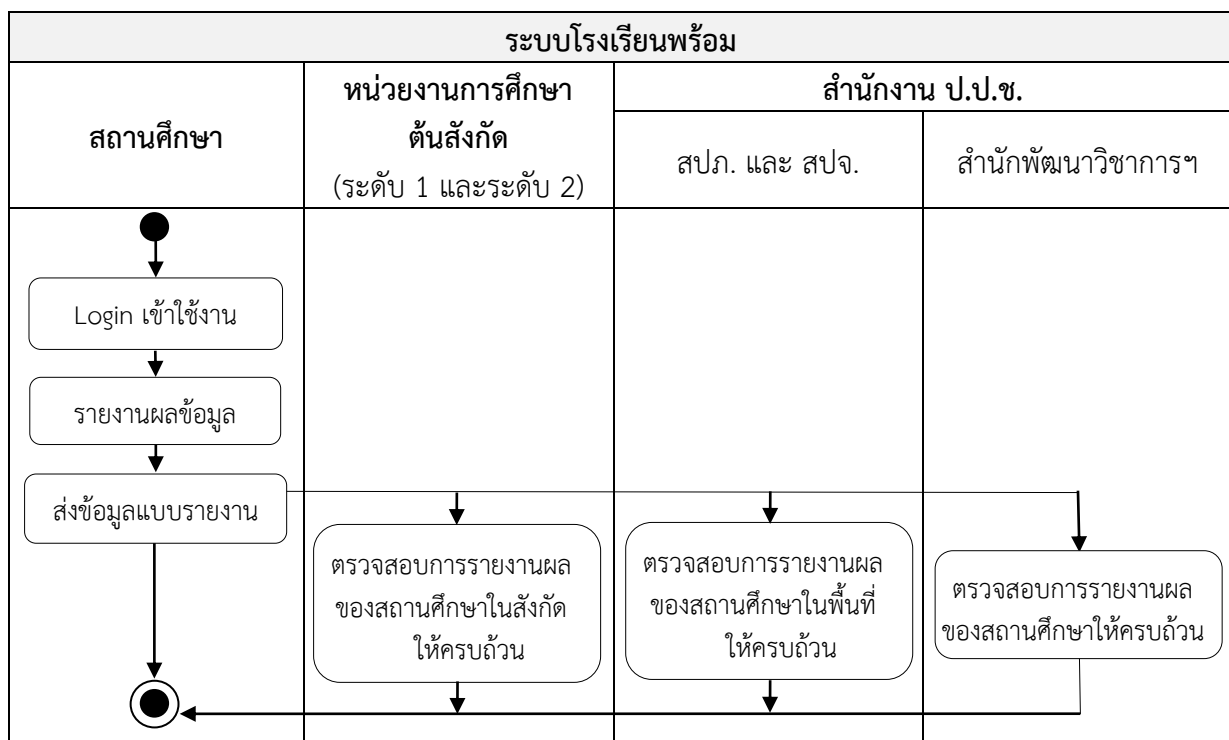 ระบบโรงเรียนพร้อม
สถานศึกษา
หน่วยงานการศึกษา
ต้นสังกัด
(ระดับ 1 และระดับ 2)
สำนักงาน ป.ป.ช.
สปภ. และ สปจ.
สำนักพัฒนาวิชาการฯ
Login เข้าใช้งาน
รายงานผลข้อมูล
ส่งข้อมูลแบบรายงาน
ตรวจสอบการรายงานผล
ของสถานศึกษาในสังกัด
ให้ครบถ้วน
ตรวจสอบการรายงานผล
ของสถานศึกษาในพื้นที่
ให้ครบถ้วน
ตรวจสอบการรายงานผล
ของสถานศึกษาให้ครบถ้วน